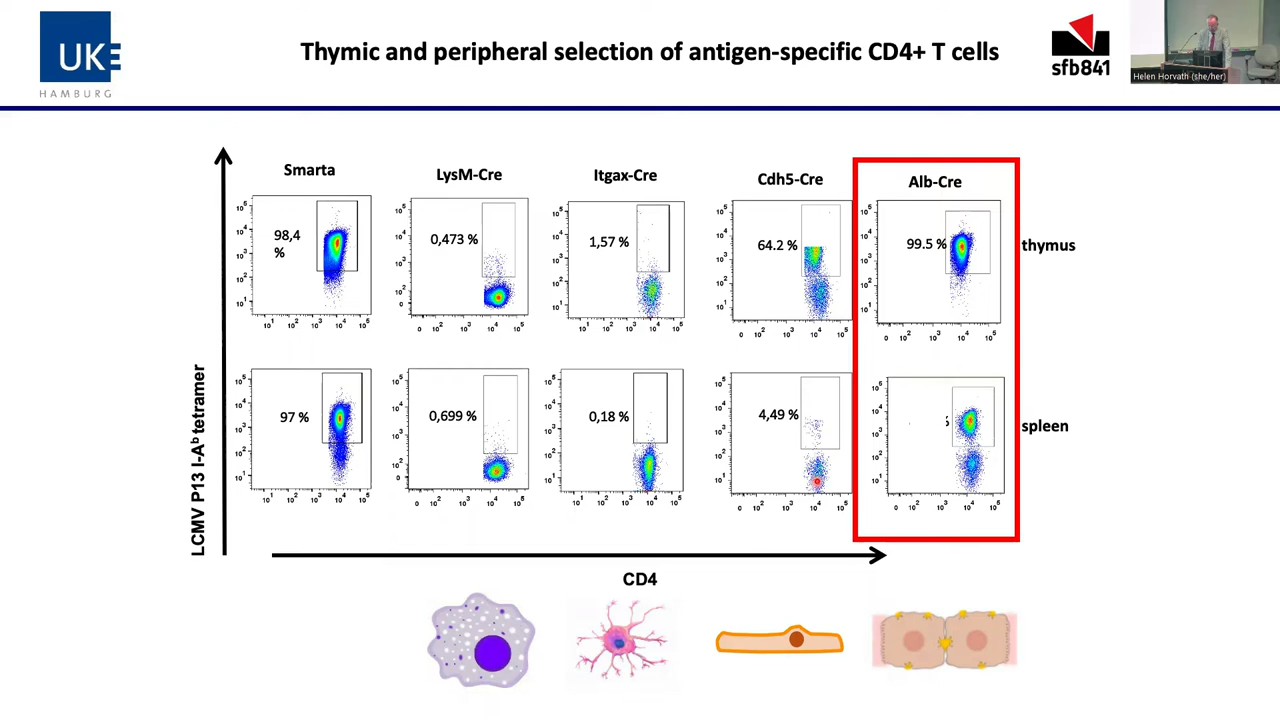 UKE
HAMBURG
Thymic and peripheral selection of antigen-specific CD4+ T cells
sfb841
Helen Horvath (she/her)
Smarta
LysM-Cre
Itgax-Cre
Cdh5-Cre
Alb-Cre
98,4
%
0,473 %
1,57 %
64.2 %
99.5 %
thymus
97 %
0,699 %
0,18 %
4,49 %
spleen
LCMV P13 I-Aᵇ tetramer
CD4